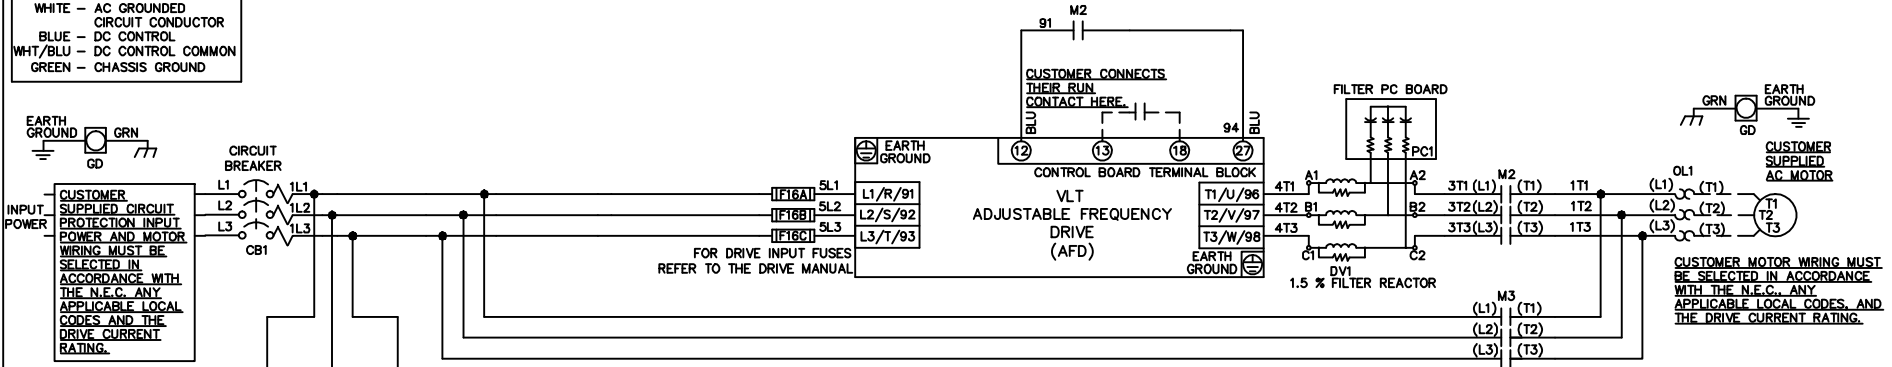 WHITE – AC GROUNDED
CIRCUIT CONDUCTOR
BLUE – DC CONTROL
WHT/BLU – DC CONTROL COMMON
GREEN – CHASSIS GROUND
EARTH
GROUND
GRN
GD
INPUT
POWER
CUSTOMER
SUPPLIED CIRCUIT
PROTECTION INPUT
POWER AND MOTOR
WIRING MUST BE
SELECTED IN
ACCORDANCE WITH
THE N.E.C. ANY
APPLICABLE LOCAL
CODES AND THE
DRIVE CURRENT
RATING.
CIRCUIT
BREAKER
L1
1L1
L2
1L2
L3
1L3
CB1
F16A
5L1
F16B
5L2
F16C
5L3
FOR DRIVE INPUT FUSES
REFER TO THE DRIVE MANUAL
M2
91
CUSTOMER CONNECTS
THEIR RUN
CONTACT HERE.
BLU
94
BLU
12
13
18
27
CONTROL BOARD TERMINAL BLOCK
EARTH
GROUND
L1/R/91
L2/S/92
L3/T/93
VLT
ADJUSTABLE FREQUENCY
DRIVE
(AFD)
T1/U/96
T2/V/97
T3/W/98
EARTH
GROUND
4T1
4T2
4T3
FILTER PC BOARD
PC1
A1
A2
B1
B2
C1
C2
DV1
1.5 % FILTER REACTOR
M2
3T1 (L1)
(T1)
1T1
3T2(L2)
(T2)
1T2
3T3(L3)
(T3)
1T3
M3
(L1)
(T1)
(L2)
(T2)
(L3)
(T3)
OL1
(L1)
(T1)
(L2)
(T2)
(L3)
(T3)
T1
T2
T3
GRN
EARTH
GROUND
GD
CUSTOMER
SUPPLIED
AC MOTOR
CUSTOMER MOTOR WIRING MUST
BE SELECTED IN ACCORDANCE
WITH THE N.E.C., ANY
APPLICABLE LOCAL CODES, AND
THE DRIVE CURRENT RATING.